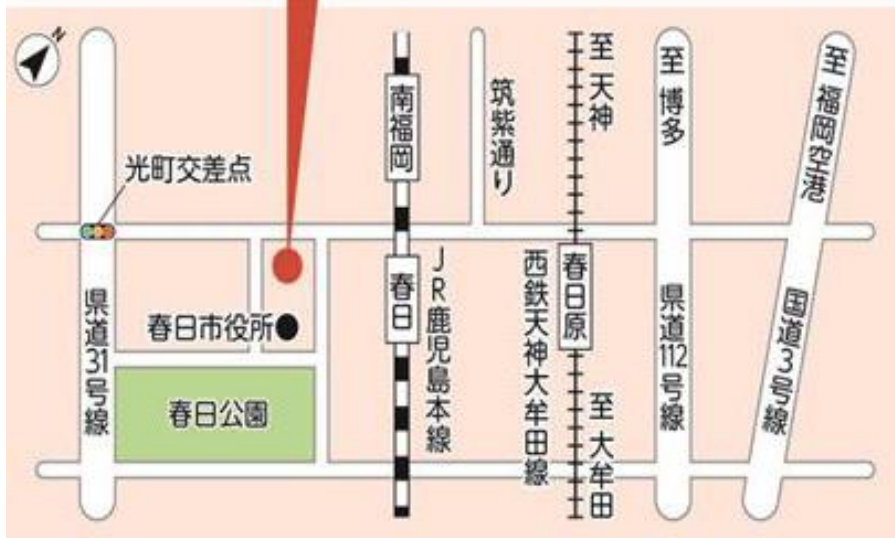 N
光町交差点
県道31号線
春日市役所
春日公園
南福岡
春日
JR鹿児島本線
筑紫通り
至 天神
西鉄天神大牟田線
春日原
至 大牟田
至 博多
県道112号線
至 福岡空港
国道3号線